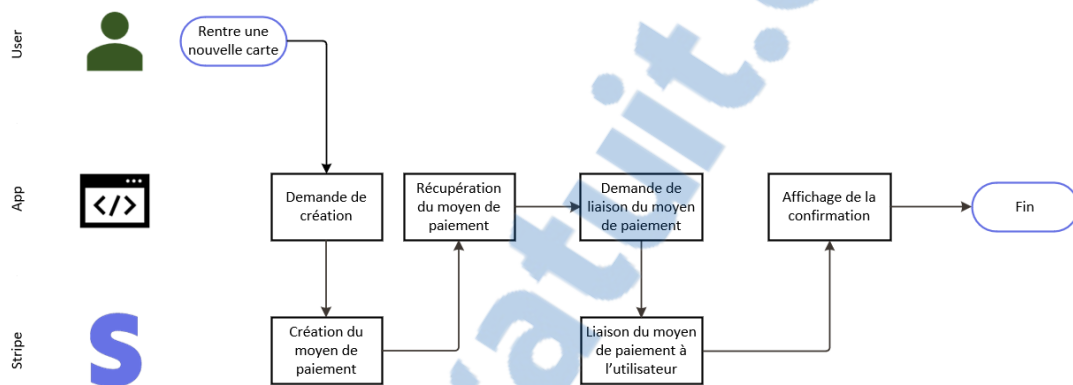 User
Rentre une
nouvelle carte
App
</>
Demande de
création
Récupération
du moyen de
paiement
Demande de
liaison du moyen
de paiement
Affichage de la
confirmation
Fin
Stripe
S
Création du
moyen de
paiement
Liaison du moyen
de paiement à
l'utilisateur
atuit.